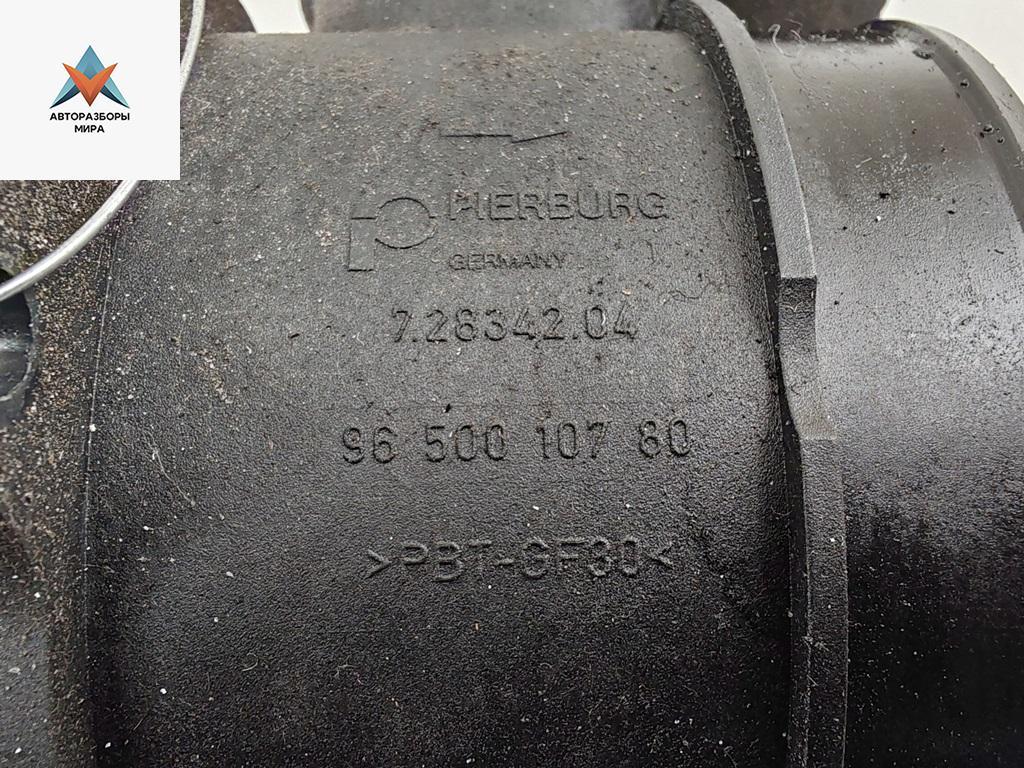 АВТОРАЗБОРЫ
МИРА
PIERBURG
GERMANY
7.28342.04
96 500 107 80
>PBT-GF30<